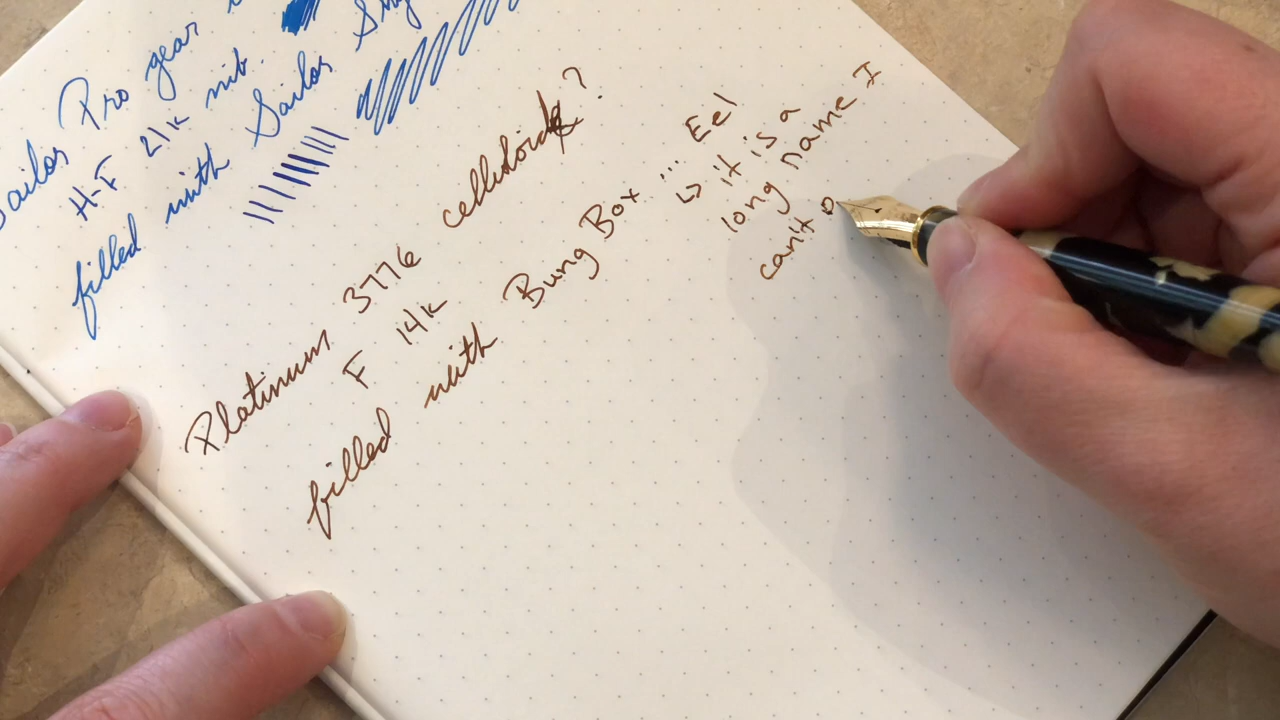 Sailor Pro gear
H-F 21k nib.
filled with Sailor
Platinum 3776 celluloid?
F 14k
filled with Bung Box ... Eel
↳ it is a
long name I
can't